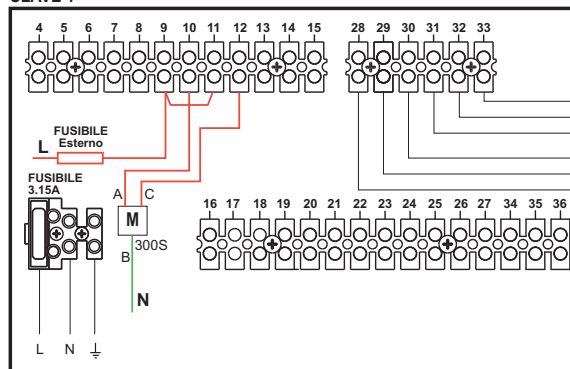 4 5 6 7 8 9 10 11 12 13 14 15 28 29 30 31 32 33
FUSIBILE
Esterno
L
FUSIBILE
3.15A
A C
M
300S
B
N
16 17 18 19 20 21 22 23 24 25 26 27 34 35 36
L N